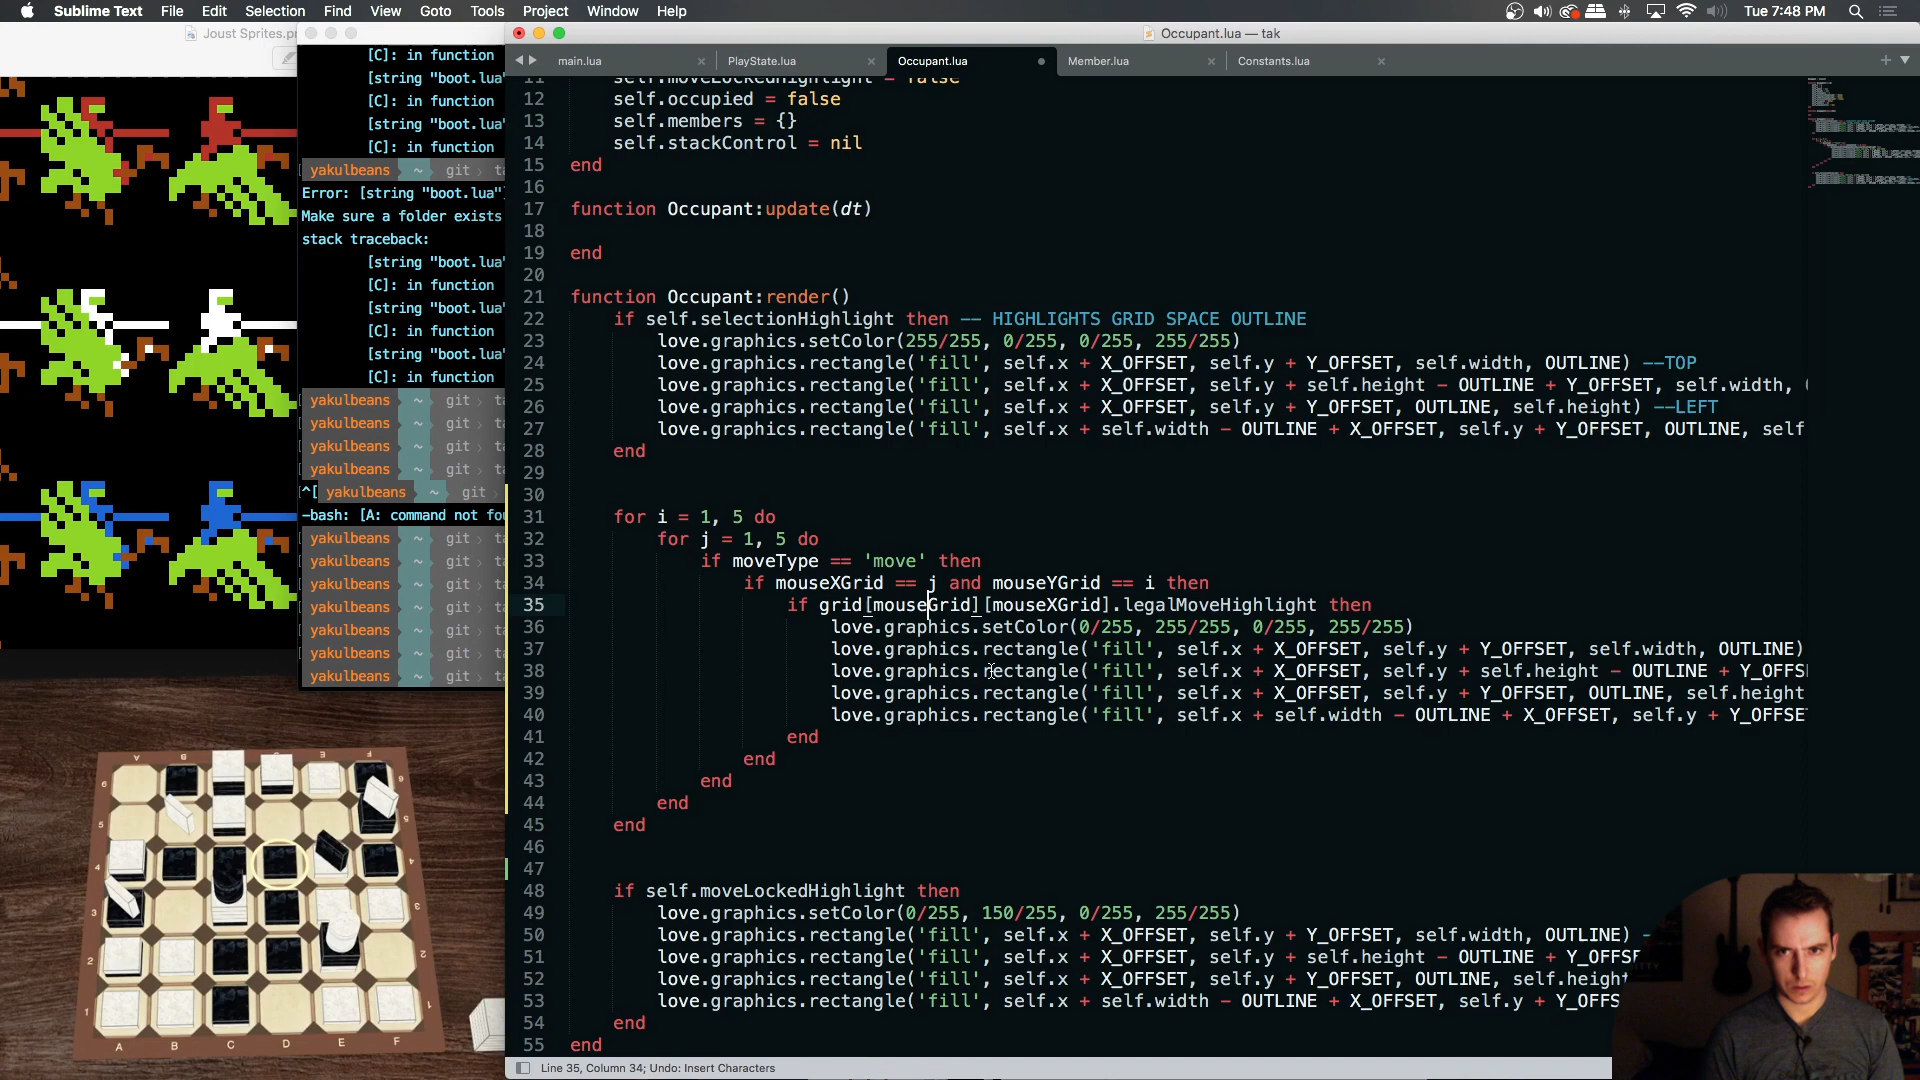 Sublime Text File Edit Selection Find View Goto Tools Project Window Help
Tue 7:48 PM
Joust Sprites.pn
Occupant.lua — tak
main.lua
PlayState.lua
Occupant.lua
Member.lua
Constants.lua
[C]: in function
[string "boot.lua"
[C]: in function
[string "boot.lua"
[C]: in function
yakulbeans ~ git
Error: [string "boot.lua"]
Make sure a folder exists
stack traceback:
[string "boot.lua"
[C]: in function
[string "boot.lua"
[C]: in function
[string "boot.lua"
[C]: in function
yakulbeans ~ git
yakulbeans ~ git
yakulbeans ~ git
yakulbeans ~ git
^[ yakulbeans ~ git
-bash: [A: command not fou
yakulbeans ~ git
yakulbeans ~ git
yakulbeans ~ git
yakulbeans ~ git
yakulbeans ~ git
yakulbeans ~ git
yakulbeans ~ git
11 self.moveLockedHighlight = false
12 self.occupied = false
13 self.members = {}
14 self.stackControl = nil
15 end
16
17 function Occupant:update(dt)
18
19 end
20
21 function Occupant:render()
22 if self.selectionHighlight then -- HIGHLIGHTS GRID SPACE OUTLINE
23 love.graphics.setColor(255/255, 0/255, 0/255, 255/255)
24 love.graphics.rectangle('fill', self.x + X_OFFSET, self.y + Y_OFFSET, self.width, OUTLINE) --TOP
25 love.graphics.rectangle('fill', self.x + X_OFFSET, self.y + self.height - OUTLINE + Y_OFFSET, self.width,
26 love.graphics.rectangle('fill', self.x + X_OFFSET, self.y + Y_OFFSET, OUTLINE, self.height) --LEFT
27 love.graphics.rectangle('fill', self.x + self.width - OUTLINE + X_OFFSET, self.y + Y_OFFSET, OUTLINE, self
28 end
29
30
31 for i = 1, 5 do
32 for j = 1, 5 do
33 if moveType == 'move' then
34 if mouseXGrid == j and mouseYGrid == i then
35 if grid[mouseGrid][mouseXGrid].legalMoveHighlight then
36 love.graphics.setColor(0/255, 255/255, 0/255, 255/255)
37 love.graphics.rectangle('fill', self.x + X_OFFSET, self.y + Y_OFFSET, self.width, OUTLINE)
38 love.graphics.rectangle('fill', self.x + X_OFFSET, self.y + self.height - OUTLINE + Y_OFFS
39 love.graphics.rectangle('fill', self.x + X_OFFSET, self.y + Y_OFFSET, OUTLINE, self.height
40 love.graphics.rectangle('fill', self.x + self.width - OUTLINE + X_OFFSET, self.y + Y_OFFSE
41 end
42 end
43 end
44 end
45 end
46
47
48 if self.moveLockedHighlight then
49 love.graphics.setColor(0/255, 150/255, 0/255, 255/255)
50 love.graphics.rectangle('fill', self.x + X_OFFSET, self.y + Y_OFFSET, self.width, OUTLINE) -
51 love.graphics.rectangle('fill', self.x + X_OFFSET, self.y + self.height - OUTLINE + Y_OFFSE
52 love.graphics.rectangle('fill', self.x + X_OFFSET, self.y + Y_OFFSET, OUTLINE, self.height
53 love.graphics.rectangle('fill', self.x + self.width - OUTLINE + X_OFFSET, self.y + Y_OFFS
54 end
55 end
Line 35, Column 34; Undo: Insert Characters
A B C D E F
6 6
5 5
4 4
3 3
2 2
1 1
A B C D E F